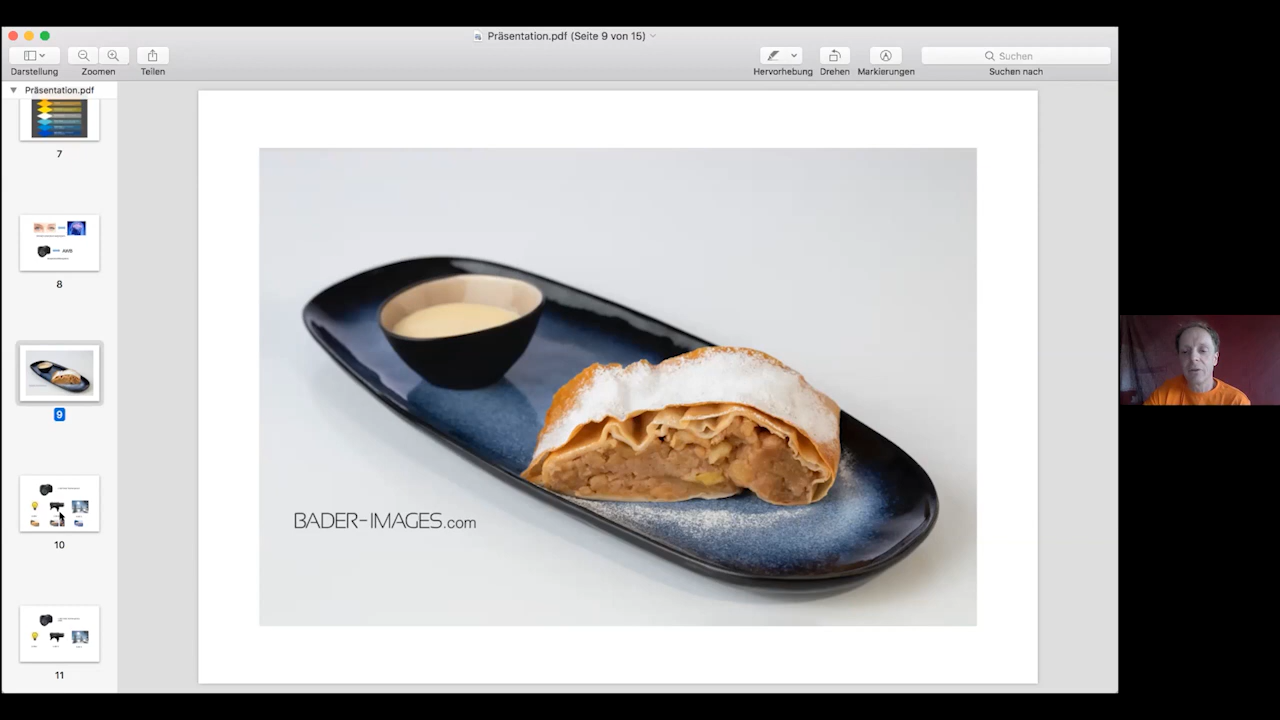 Präsentation.pdf (Seite 9 von 15)
Darstellung
Zoomen
Teilen
Hervorhebung
Drehen
Markierungen
Suchen
Suchen nach
Präsentation.pdf
7
8
9
10
11
BADER-IMAGES.com